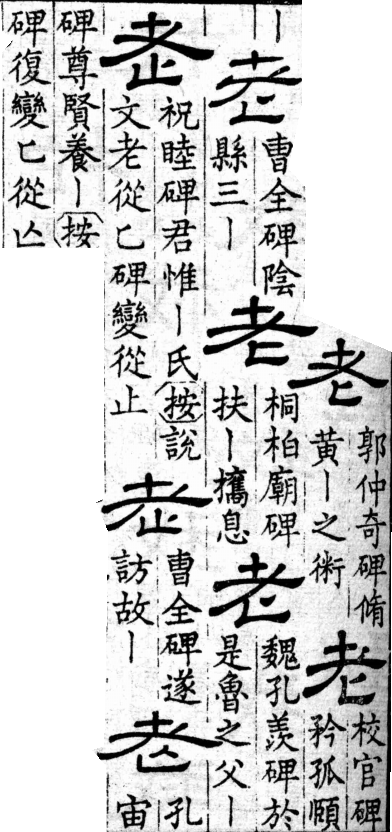 老
郭仲奇碑脩
黃丨之術
老
校官碑
矜孤頤
丨
老
曹全碑陰
縣三丨
老
桐柏廟碑
扶丨攜息
老
魏孔羨碑於
是魯之父丨
老
祝睦碑君惟丨氏按說
文老從匕碑變從止
老
曹全碑遂
訪故丨
老
孔
宙
碑尊賢養丨按
碑復變匕從亾